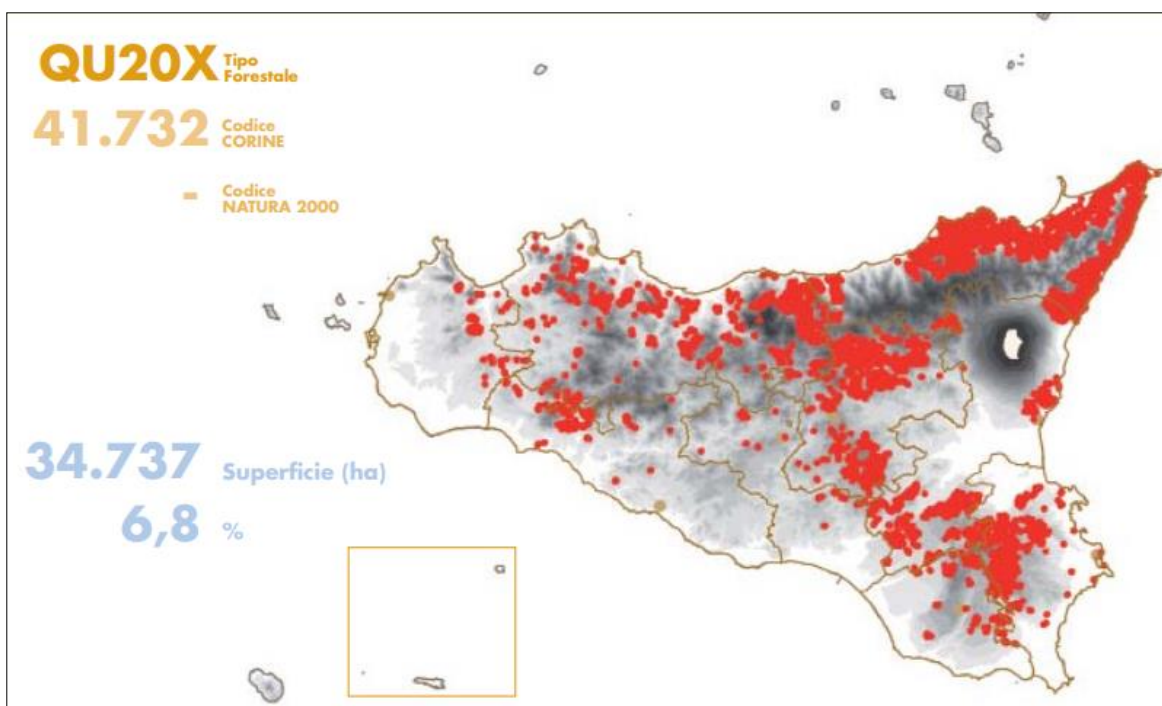 QU20X Tipo
Forestale
41.732 Codice
CORINE
- Codice
NATURA 2000
34.737 Superficie (ha)
6,8 %